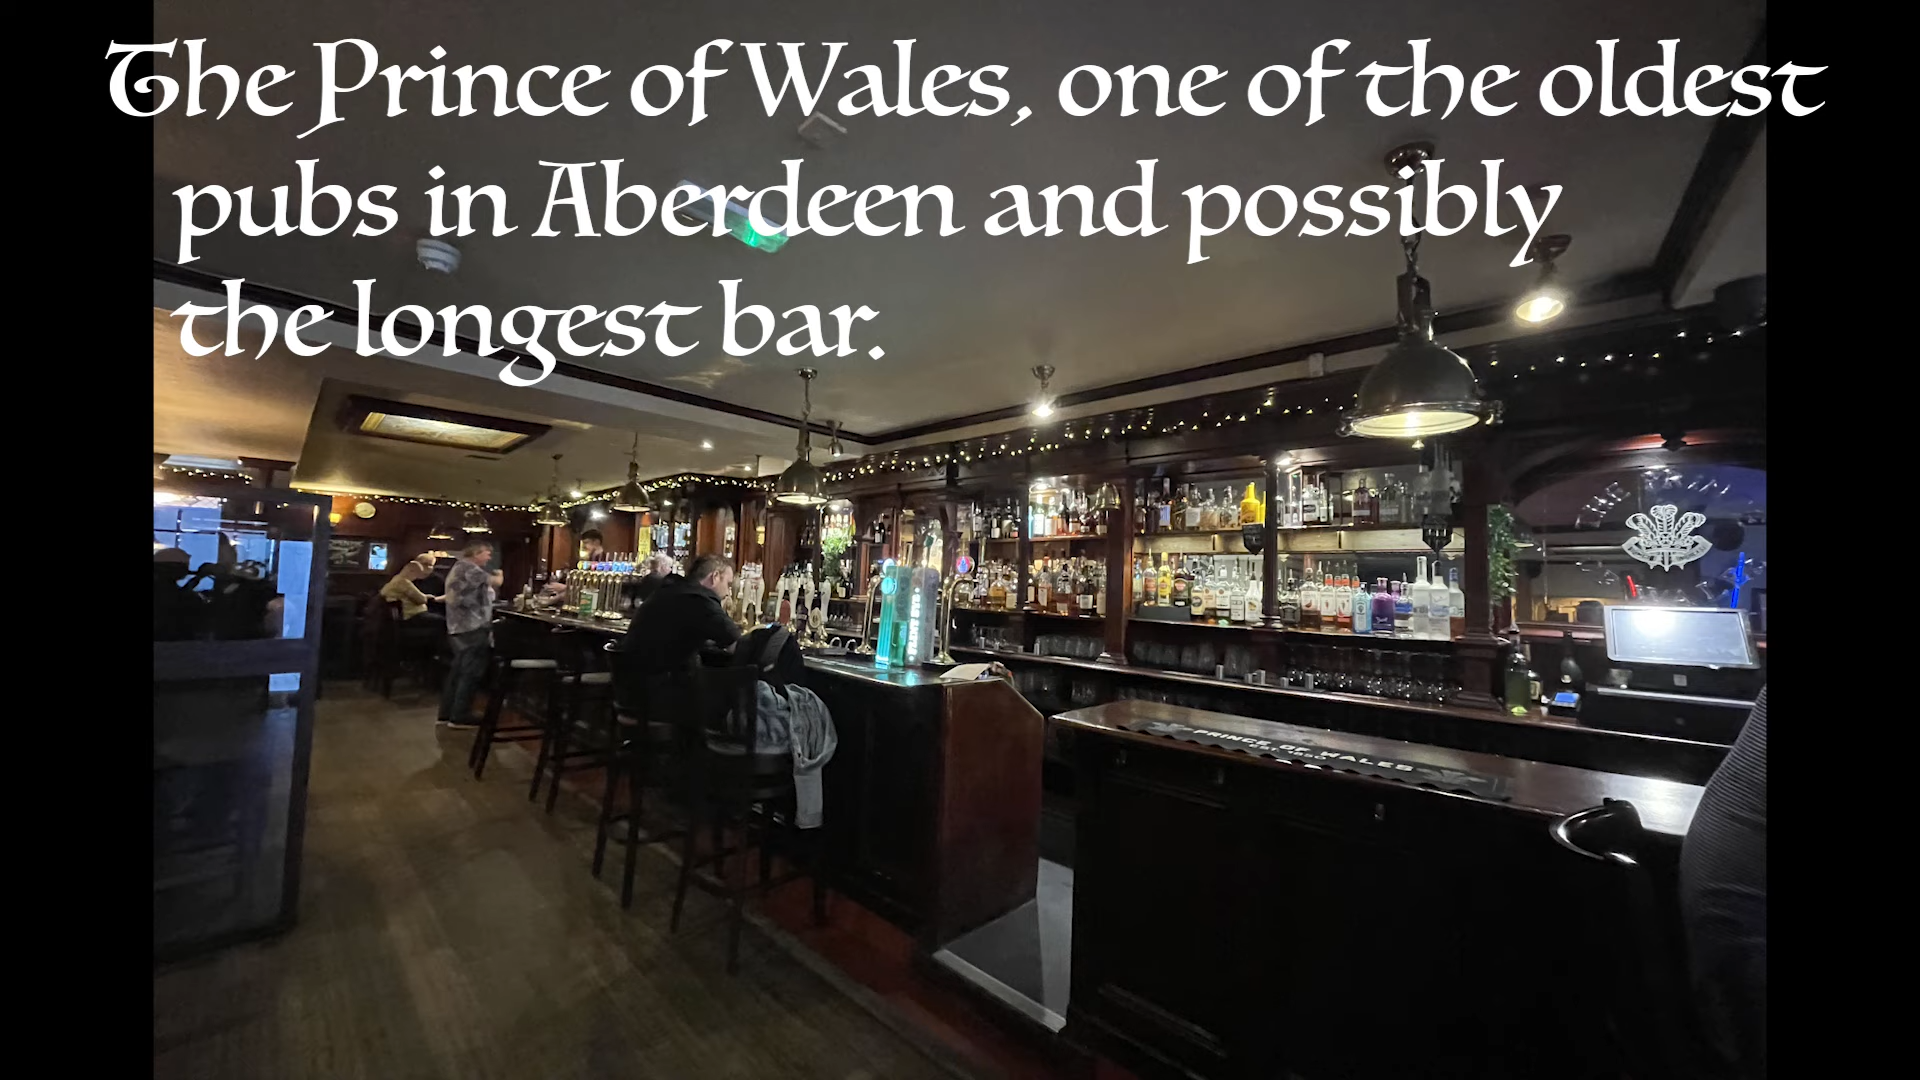 The Prince of Wales, one of the oldest
pubs in Aberdeen and possibly
the longest bar.
PRINCE OF WALES